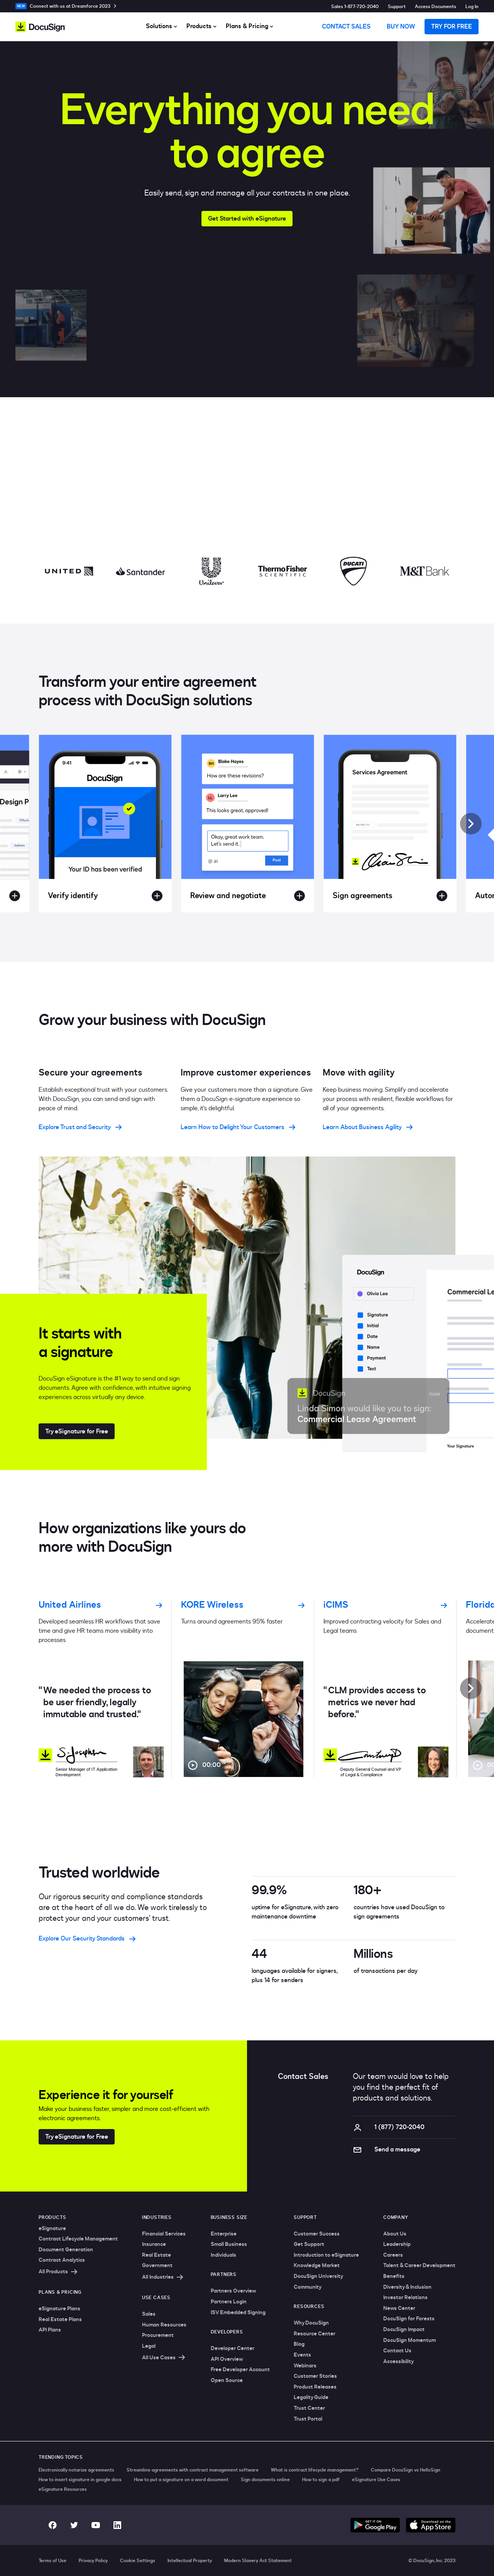 NEW Connect with us at Dreamforce 2023
Sales 1-877-720-2040 Support Access Documents Log In
DocuSign Solutions Products Plans & Pricing CONTACT SALES BUY NOW TRY FOR FREE
Everything you need
to agree
Easily send, sign and manage all your contracts in one place.
Get Started with eSignature
UNITED
Santander
Unilever
ThermoFisher
SCIENTIFIC
DUCATI
M&T Bank
Transform your entire agreement
process with DocuSign solutions
Design P
9:41
DocuSign
Your ID has been verified
Verify identify
Blake Hayes
How are these revisions?
Larry Lee
This looks great, approved!
Okay, great work team.
Let's send it.
Post
Review and negotiate
Services Agreement
Sign agreements
Auto
Grow your business with DocuSign
Secure your agreements
Establish exceptional trust with your customers.
With DocuSign, you can send and sign with
peace of mind.
Explore Trust and Security
Improve customer experiences
Give your customers more than a signature. Give
them a DocuSign e-signature experience so
simple, it's delightful.
Learn How to Delight Your Customers
Move with agility
Keep business moving. Simplify and accelerate
your process with resilient, flexible workflows for
all of your agreements.
Learn About Business Agility
It starts with
a signature
DocuSign eSignature is the #1 way to send and sign
documents. Agree with confidence, with intuitive signing
experiences across virtually any device.
Try eSignature for Free
DocuSign
Olivia Lee
Signature
Initial
Date
Name
Payment
Text
Commercial Le
DocuSign now
Linda Simon would like you to sign:
Commercial Lease Agreement
Your Signature
How organizations like yours do
more with DocuSign
United Airlines
Developed seamless HR workflows that save
time and give HR teams more visibility into
processes
"We needed the process to
be user friendly, legally
immutable and trusted."
Senior Manager of IT Application
Development
KORE Wireless
Turns around agreements 95% faster
00:00
iCIMS
Improved contracting velocity for Sales and
Legal teams
"CLM provides access to
metrics we never had
before."
Deputy General Counsel and VP
of Legal & Compliance
Florida
Accelerate
document
Trusted worldwide
Our rigorous security and compliance standards
are at the heart of all we do. We work tirelessly to
protect your and your customers' trust.
Explore Our Security Standards
99.9%
uptime for eSignature, with zero
maintenance downtime
180+
countries have used DocuSign to
sign agreements
44
languages available for signers,
plus 14 for senders
Millions
of transactions per day
Experience it for yourself
Make your business faster, simpler and more cost-efficient with
electronic agreements.
Try eSignature for Free
Contact Sales
Our team would love to help
you find the perfect fit of
products and solutions.
1 (877) 720-2040
Send a message
PRODUCTS
eSignature
Contract Lifecycle Management
Document Generation
Contract Analytics
All Products
PLANS & PRICING
eSignature Plans
Real Estate Plans
API Plans
INDUSTRIES
Financial Services
Insurance
Real Estate
Government
All Industries
USE CASES
Sales
Human Resources
Procurement
Legal
All Use Cases
BUSINESS SIZE
Enterprise
Small Business
Individuals
PARTNERS
Partners Overview
Partners Login
ISV Embedded Signing
DEVELOPERS
Developer Center
API Overview
Free Developer Account
Open Source
SUPPORT
Customer Success
Get Support
Introduction to eSignature
Knowledge Market
DocuSign University
Community
RESOURCES
Why DocuSign
Resource Center
Blog
Events
Webinars
Customer Stories
Product Releases
Legality Guide
Trust Center
Trust Portal
COMPANY
About Us
Leadership
Careers
Talent & Career Development
Benefits
Diversity & Inclusion
Investor Relations
News Center
DocuSign for Forests
DocuSign Impact
DocuSign Momentum
Contact Us
Accessibility
TRENDING TOPICS
Electronically notarize agreements Streamline agreements with contract management software What is contract lifecycle management? Compare DocuSign vs HelloSign
How to insert signature in google docs How to put a signature on a word document Sign documents online How to sign a pdf eSignature Use Cases
eSignature Resources
GET IT ON
Google Play
Download on the
App Store
Terms of Use Privacy Policy Cookie Settings Intellectual Property Modern Slavery Act Statement © DocuSign, Inc. 2023